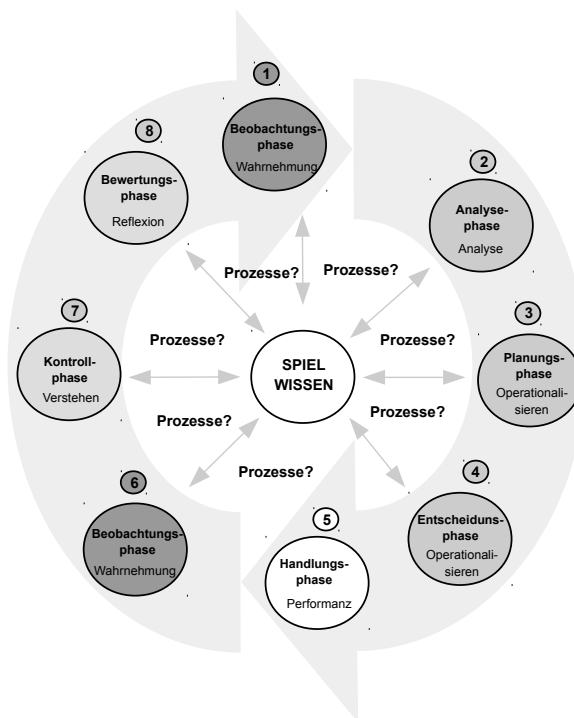 1
Beobachtungs-
phase
Wahrnehmung
2
Analyse-
phase
Analyse
3
Planungs-
phase
Operationali-
sieren
4
Entscheiduns-
phase
Operationali-
sieren
5
Handlungs-
phase
Performanz
6
Beobachtungs-
phase
Wahrnehmung
7
Kontroll-
phase
Verstehen
8
Bewertungs-
phase
Reflexion
Prozesse?
Prozesse?
Prozesse?
Prozesse?
Prozesse?
Prozesse?
Prozesse?
SPIEL
WISSEN